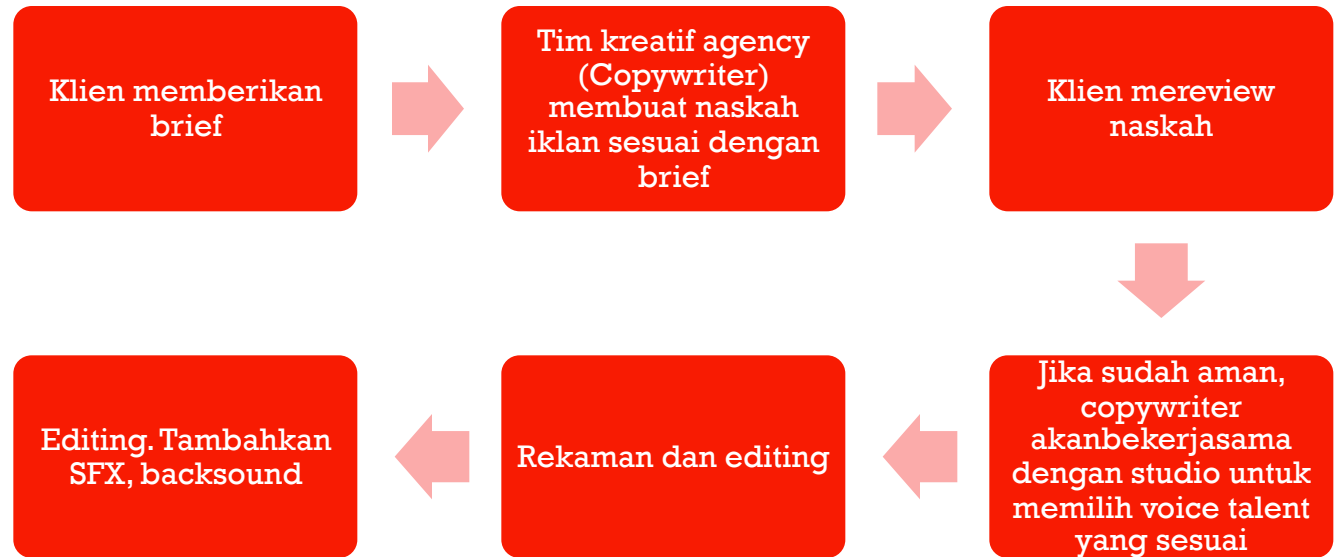 Klien memberikan
brief
Tim kreatif agency
(Copywriter)
membuat naskah
iklan sesuai dengan
brief
Klien mereview
naskah
Jika sudah aman,
copywriter
akanbekerjasama
dengan studio untuk
memilih voice talent
yang sesuai
Rekaman dan editing
Editing. Tambahkan
SFX, backsound